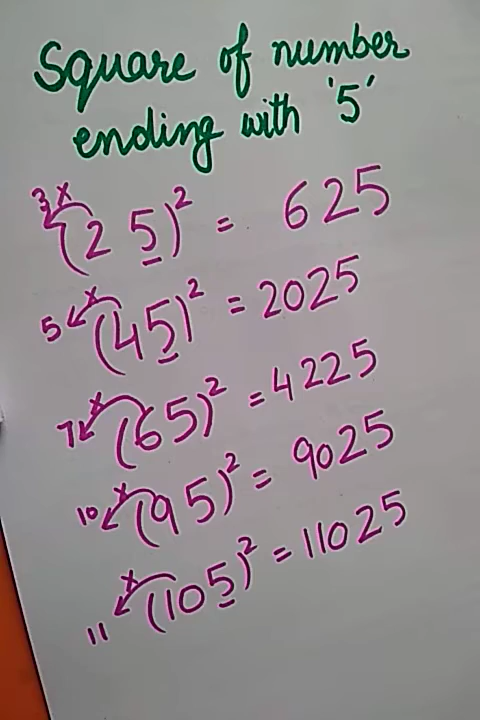 Square of number
ending with '5'
3 x
(25)² = 625
5 x
(45)² = 2025
7 x
(65)² = 4225
10 x
(95)² = 9025
11 x
(105)² = 11025